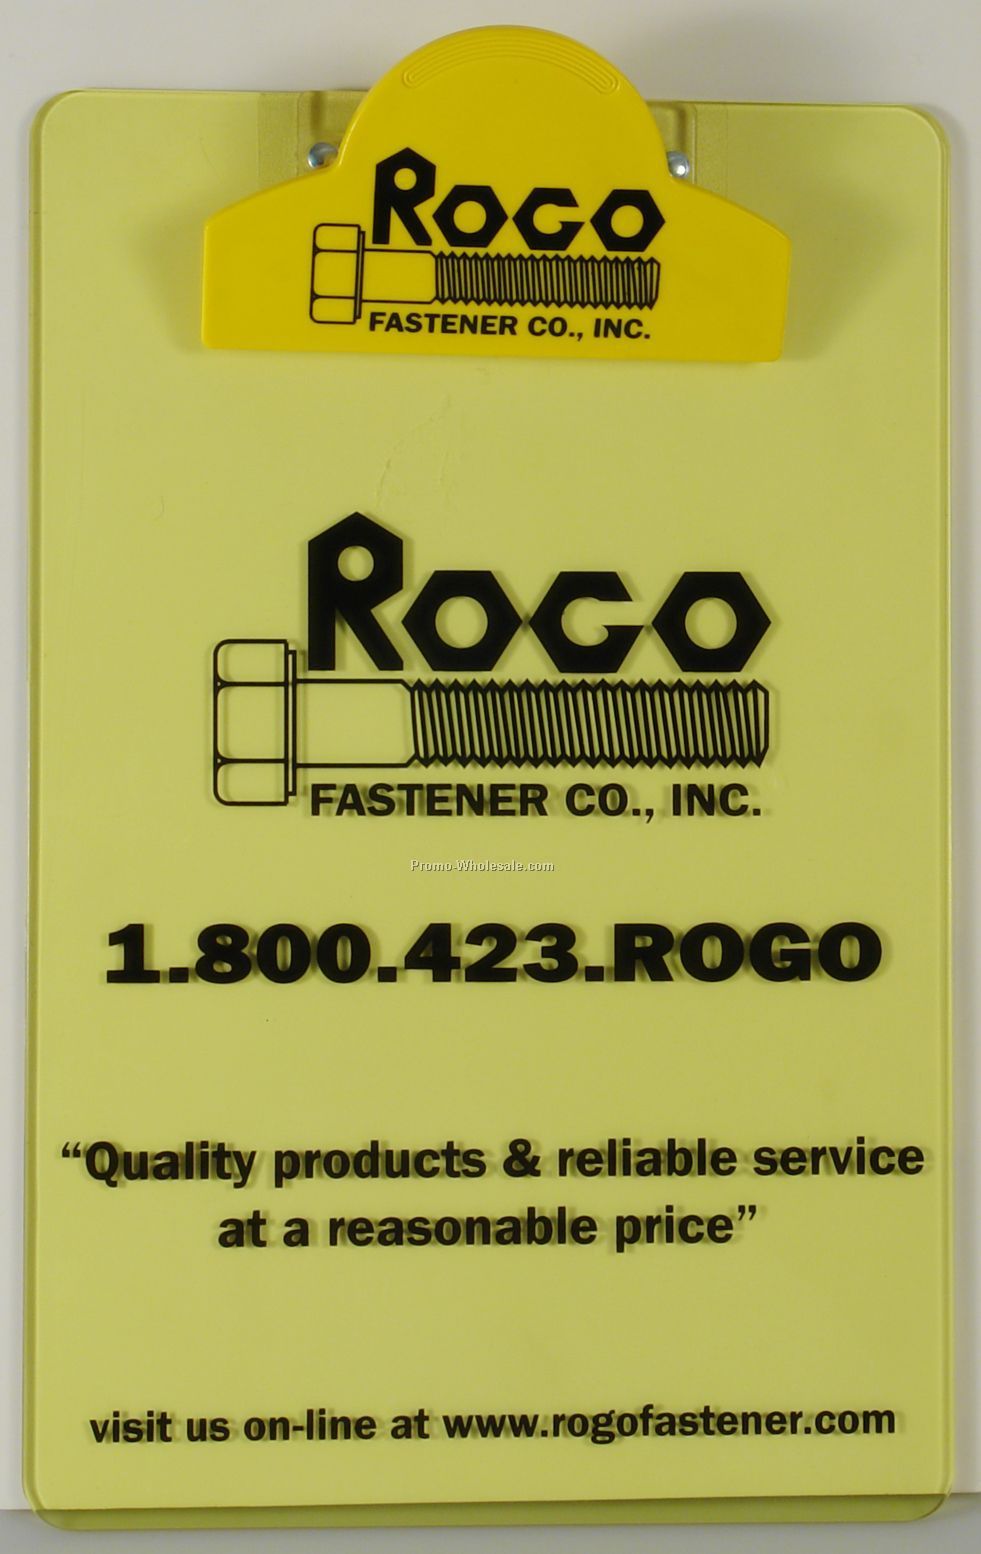 ROGO
FASTENER CO., INC.
ROGO
FASTENER CO., INC.
Promo-Wholesale.com
1.800.423.ROGO
“Quality products & reliable service
at a reasonable price”
visit us on-line at www.rogofastener.com